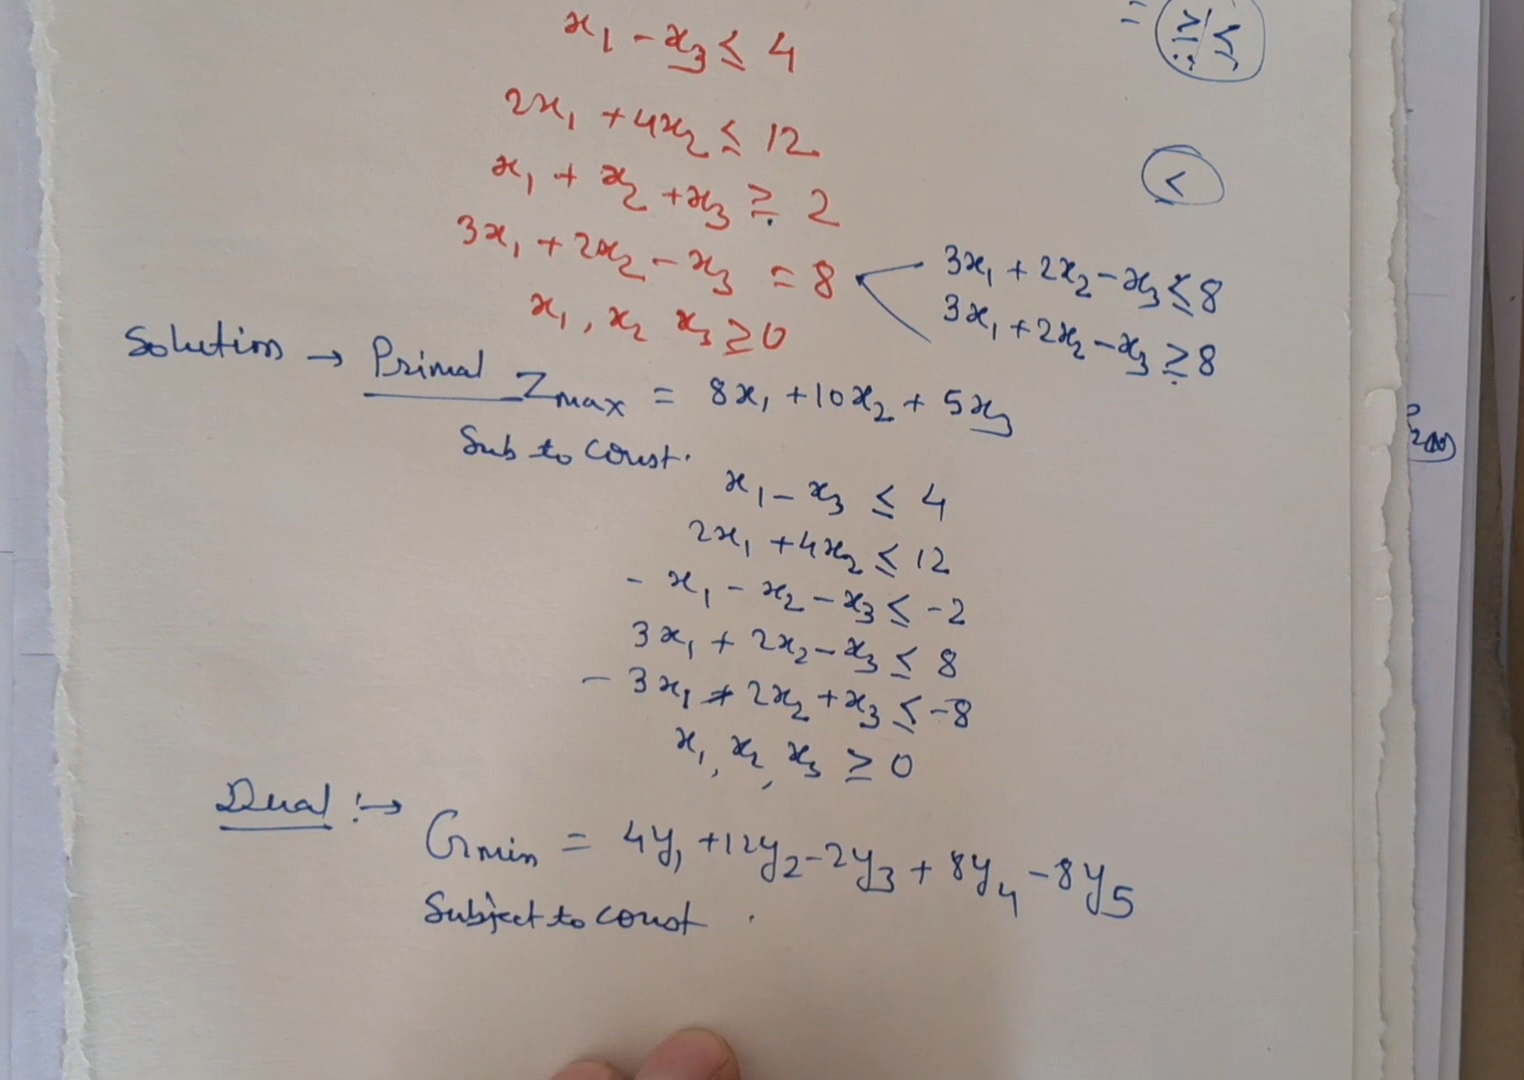 x₁ - x₃ ≤ 4
= ≥/≤
2x₁ + 4x₂ ≤ 12
<
x₁ + x₂ + x₃ ≥ 2
3x₁ + 2x₂ - x₃ = 8
3x₁ + 2x₂ - x₃ ≤ 8
3x₁ + 2x₂ - x₃ ≥ 8
x₁, x₂ x₃ ≥ 0
Solution → Primal Zmax = 8x₁ + 10x₂ + 5x₃
Sub to const.
x₁ - x₃ ≤ 4
2x₁ + 4x₂ ≤ 12
- x₁ - x₂ - x₃ ≤ -2
3x₁ + 2x₂ - x₃ ≤ 8
- 3x₁ - 2x₂ + x₃ ≤ -8
x₁, x₂, x₃ ≥ 0
Dual :→ Gmin = 4y₁ + 12y₂ - 2y₃ + 8y₄ - 8y₅
Subject to const .